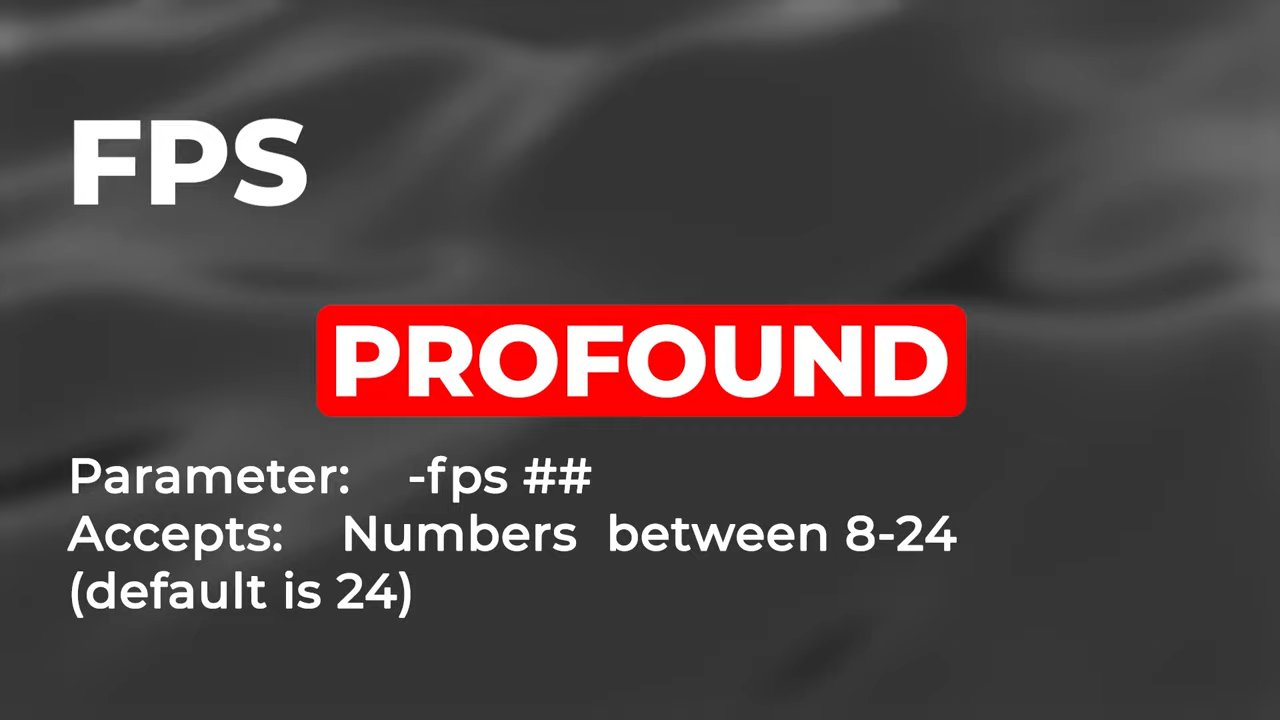 FPS
PROFOUND
Parameter: -fps ##
Accepts: Numbers between 8-24
(default is 24)